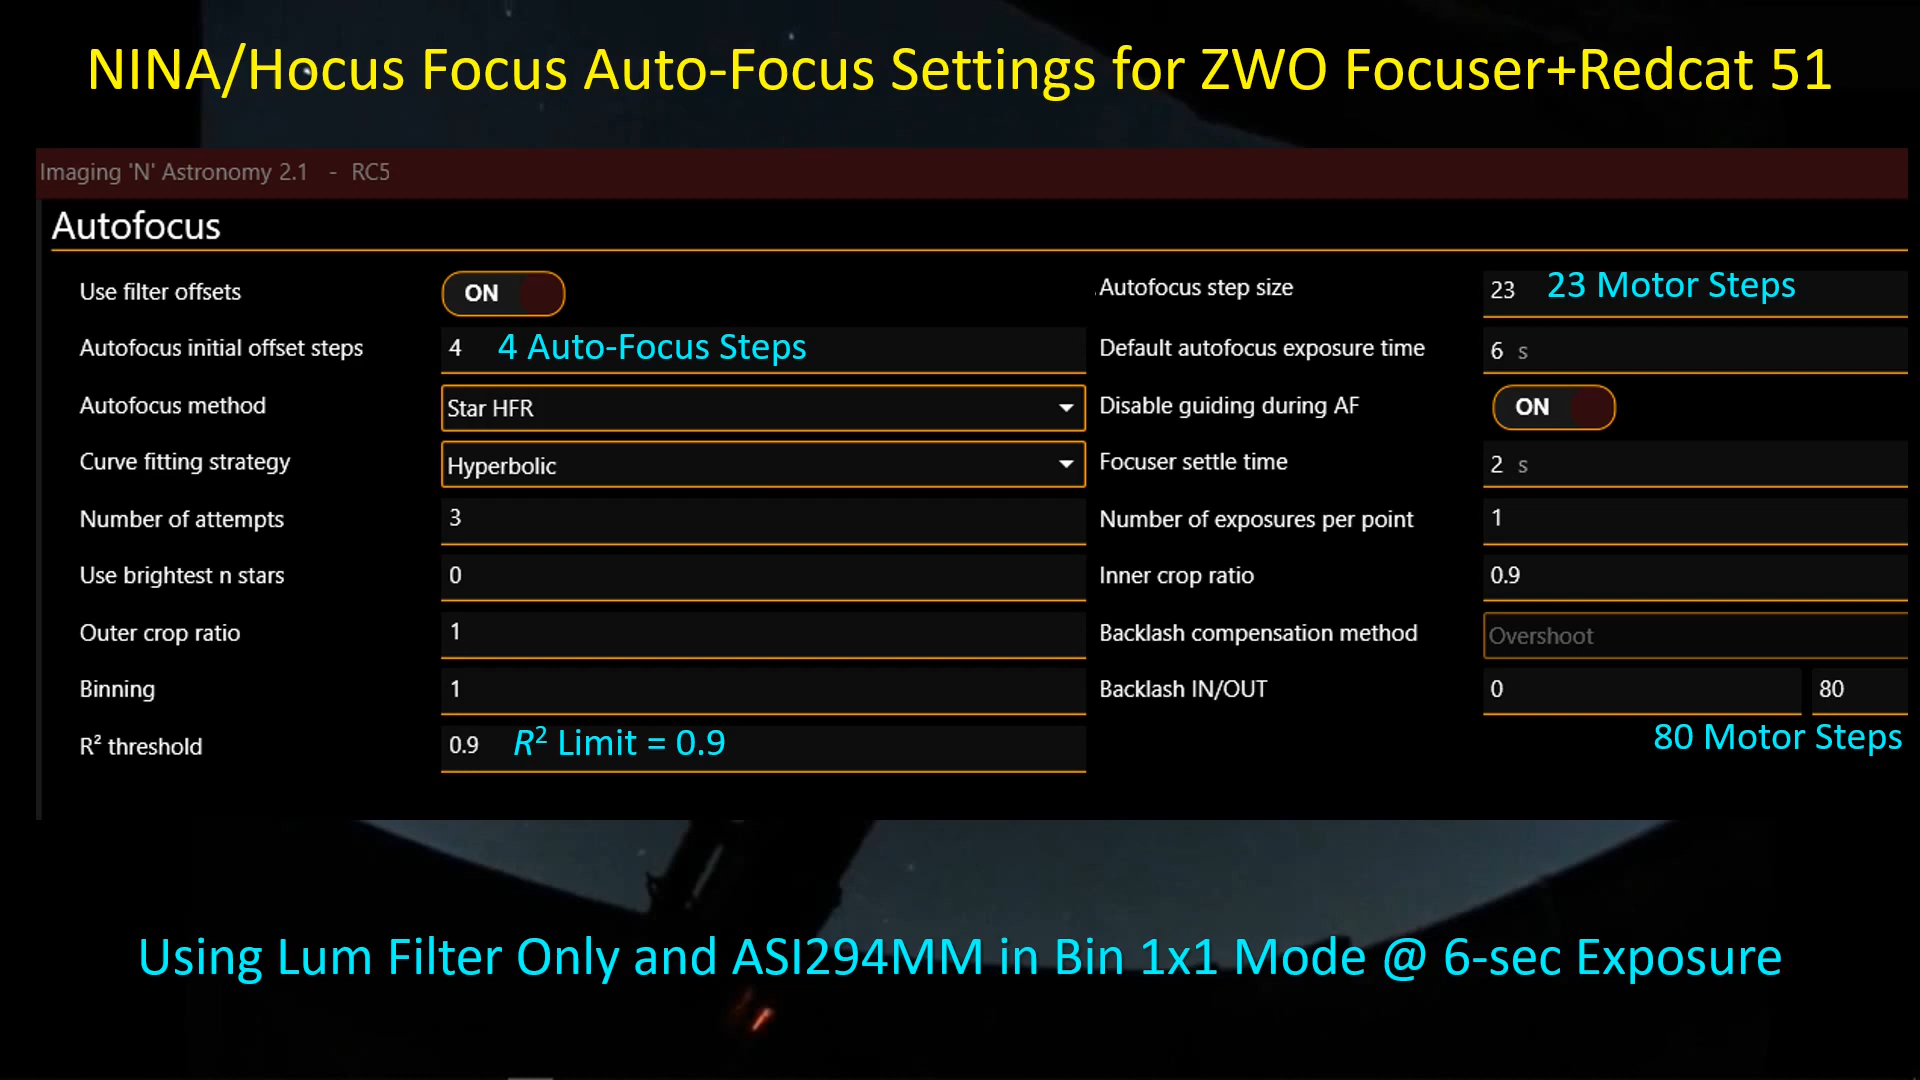 NINA/Hocus Focus Auto-Focus Settings for ZWO Focuser+Redcat 51
Imaging 'N' Astronomy 2.1 - RC5
Autofocus
Use filter offsets ON
Autofocus step size 23 23 Motor Steps
Autofocus initial offset steps 4 4 Auto-Focus Steps
Default autofocus exposure time 6 s
Autofocus method Star HFR
Disable guiding during AF ON
Curve fitting strategy Hyperbolic
Focuser settle time 2 s
Number of attempts 3
Number of exposures per point 1
Use brightest n stars 0
Inner crop ratio 0.9
Outer crop ratio 1
Backlash compensation method Overshoot
Binning 1
Backlash IN/OUT 0 80
80 Motor Steps
R² threshold 0.9 R² Limit = 0.9
Using Lum Filter Only and ASI294MM in Bin 1x1 Mode @ 6-sec Exposure